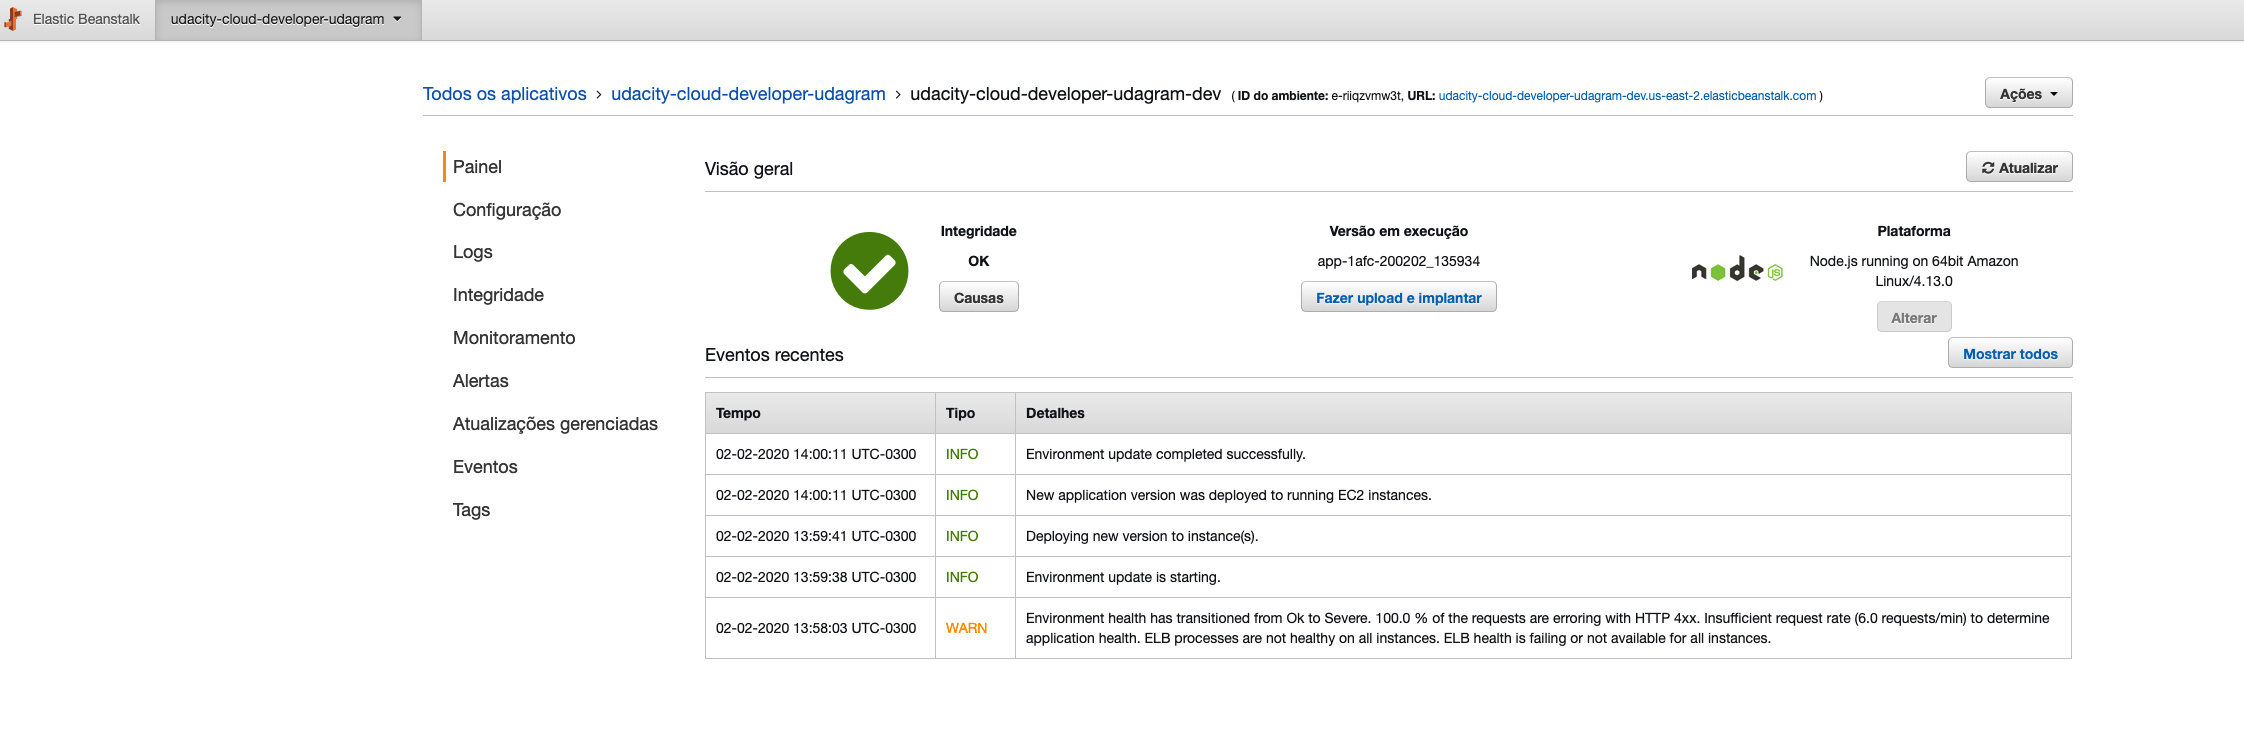 Elastic Beanstalk
udacity-cloud-developer-udagram
Todos os aplicativos › udacity-cloud-developer-udagram › udacity-cloud-developer-udagram-dev ( ID do ambiente: e-riiqzvmw3t, URL: udacity-cloud-developer-udagram-dev.us-east-2.elasticbeanstalk.com )
Ações
Painel
Configuração
Logs
Integridade
Monitoramento
Alertas
Atualizações gerenciadas
Eventos
Tags
Visão geral
Atualizar
Integridade
OK
Causas
Versão em execução
app-1afc-200202_135934
Fazer upload e implantar
node JS
Plataforma
Node.js running on 64bit Amazon
Linux/4.13.0
Alterar
Eventos recentes
Mostrar todos
Tempo Tipo Detalhes
02-02-2020 14:00:11 UTC-0300 INFO Environment update completed successfully.
02-02-2020 14:00:11 UTC-0300 INFO New application version was deployed to running EC2 instances.
02-02-2020 13:59:41 UTC-0300 INFO Deploying new version to instance(s).
02-02-2020 13:59:38 UTC-0300 INFO Environment update is starting.
02-02-2020 13:58:03 UTC-0300 WARN Environment health has transitioned from Ok to Severe. 100.0 % of the requests are erroring with HTTP 4xx. Insufficient request rate (6.0 requests/min) to determine
application health. ELB processes are not healthy on all instances. ELB health is failing or not available for all instances.